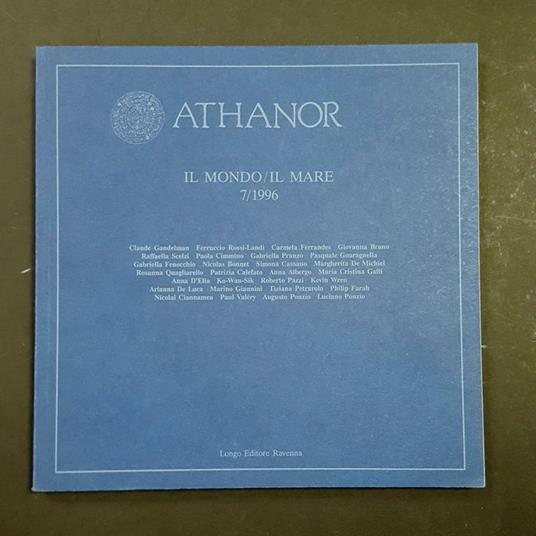 ATHANOR
IL MONDO/IL MARE
7/1996
Claude Gandelman Ferruccio Rossi-Landi Carmela Ferrandes Giovanna Bruno
Raffaella Scelzi Paola Cimmino Gabriella Pranzo Pasquale Guaragnella
Gabriella Fenocchio Nicolas Bonnet Simona Cassano Margherita De Michiel
Rosanna Quagliarello Patrizia Calefato Anna Albergo Maria Cristina Galli
Anna D'Elia Ko-Wan-Sik Roberto Pazzi Kevin Wren
Arianna De Luca Marino Giannini Tiziana Petrarolo Philip Farah
Nicolai Ciannamea Paul Valéry Augusto Ponzio Luciano Ponzio
Longo Editore Ravenna